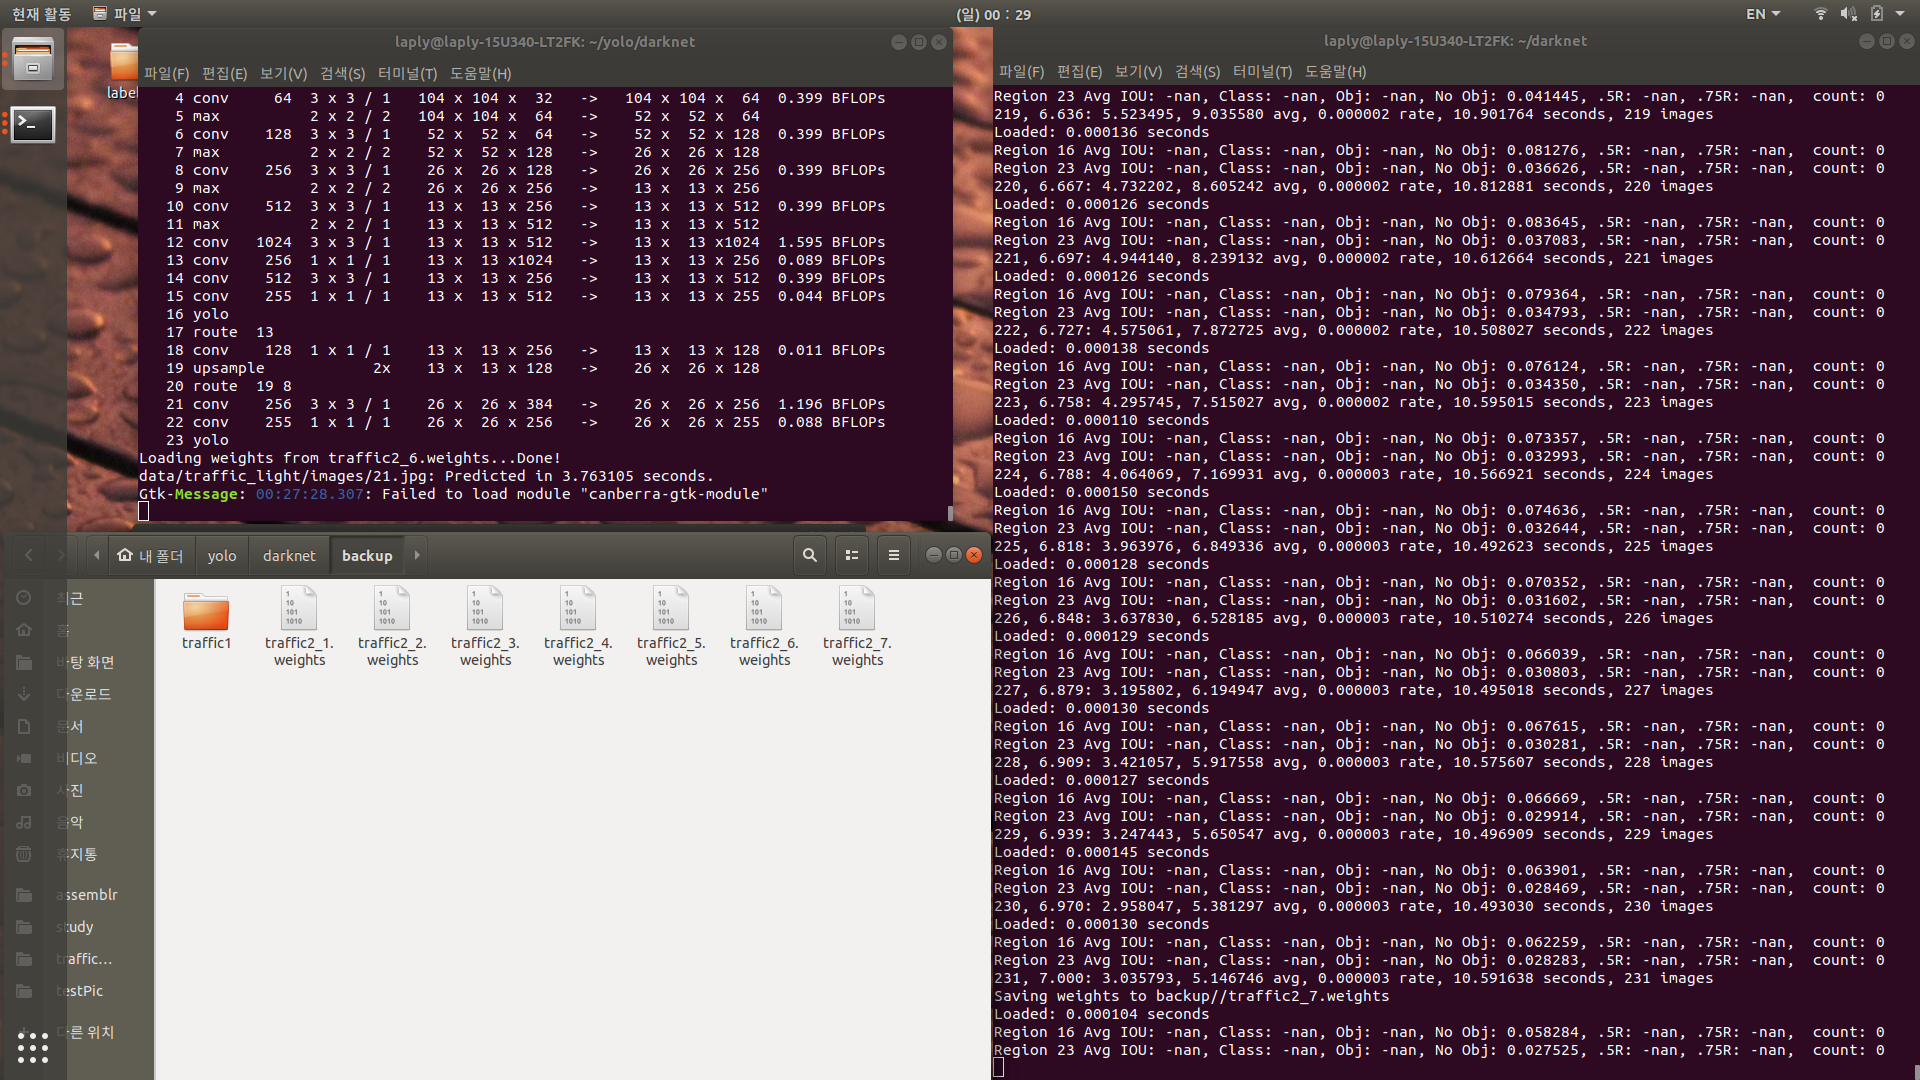 현재 활동 파일 (일) 00 : 29 EN
label
laply@laply-15U340-LT2FK: ~/yolo/darknet
파일(F) 편집(E) 보기(V) 검색(S) 터미널(T) 도움말(H)
4 conv 64 3 x 3 / 1 104 x 104 x 32 -> 104 x 104 x 64 0.399 BFLOPs
5 max 2 x 2 / 2 104 x 104 x 64 -> 52 x 52 x 64
6 conv 128 3 x 3 / 1 52 x 52 x 64 -> 52 x 52 x 128 0.399 BFLOPs
7 max 2 x 2 / 2 52 x 52 x 128 -> 26 x 26 x 128
8 conv 256 3 x 3 / 1 26 x 26 x 128 -> 26 x 26 x 256 0.399 BFLOPs
9 max 2 x 2 / 2 26 x 26 x 256 -> 13 x 13 x 256
10 conv 512 3 x 3 / 1 13 x 13 x 256 -> 13 x 13 x 512 0.399 BFLOPs
11 max 2 x 2 / 1 13 x 13 x 512 -> 13 x 13 x 512
12 conv 1024 3 x 3 / 1 13 x 13 x 512 -> 13 x 13 x1024 1.595 BFLOPs
13 conv 256 1 x 1 / 1 13 x 13 x1024 -> 13 x 13 x 256 0.089 BFLOPs
14 conv 512 3 x 3 / 1 13 x 13 x 256 -> 13 x 13 x 512 0.399 BFLOPs
15 conv 255 1 x 1 / 1 13 x 13 x 512 -> 13 x 13 x 255 0.044 BFLOPs
16 yolo
17 route 13
18 conv 128 1 x 1 / 1 13 x 13 x 256 -> 13 x 13 x 128 0.011 BFLOPs
19 upsample 2x 13 x 13 x 128 -> 26 x 26 x 128
20 route 19 8
21 conv 256 3 x 3 / 1 26 x 26 x 384 -> 26 x 26 x 256 1.196 BFLOPs
22 conv 255 1 x 1 / 1 26 x 26 x 256 -> 26 x 26 x 255 0.088 BFLOPs
23 yolo
Loading weights from traffic2_6.weights...Done!
data/traffic_light/images/21.jpg: Predicted in 3.763105 seconds.
Gtk-Message: 00:27:28.307: Failed to load module "canberra-gtk-module"
내 폴더 yolo darknet backup
최근
홈
바탕 화면
다운로드
문서
비디오
사진
음악
휴지통
assemblr
study
traffic…
testPic
다른 위치
traffic1
traffic2_1.weights
traffic2_2.weights
traffic2_3.weights
traffic2_4.weights
traffic2_5.weights
traffic2_6.weights
traffic2_7.weights
laply@laply-15U340-LT2FK: ~/darknet
파일(F) 편집(E) 보기(V) 검색(S) 터미널(T) 도움말(H)
Region 23 Avg IOU: -nan, Class: -nan, Obj: -nan, No Obj: 0.041445, .5R: -nan, .75R: -nan, count: 0
219, 6.636: 5.523495, 9.035580 avg, 0.000002 rate, 10.901764 seconds, 219 images
Loaded: 0.000136 seconds
Region 16 Avg IOU: -nan, Class: -nan, Obj: -nan, No Obj: 0.081276, .5R: -nan, .75R: -nan, count: 0
Region 23 Avg IOU: -nan, Class: -nan, Obj: -nan, No Obj: 0.036626, .5R: -nan, .75R: -nan, count: 0
220, 6.667: 4.732202, 8.605242 avg, 0.000002 rate, 10.812881 seconds, 220 images
Loaded: 0.000126 seconds
Region 16 Avg IOU: -nan, Class: -nan, Obj: -nan, No Obj: 0.083645, .5R: -nan, .75R: -nan, count: 0
Region 23 Avg IOU: -nan, Class: -nan, Obj: -nan, No Obj: 0.037083, .5R: -nan, .75R: -nan, count: 0
221, 6.697: 4.944140, 8.239132 avg, 0.000002 rate, 10.612664 seconds, 221 images
Loaded: 0.000126 seconds
Region 16 Avg IOU: -nan, Class: -nan, Obj: -nan, No Obj: 0.079364, .5R: -nan, .75R: -nan, count: 0
Region 23 Avg IOU: -nan, Class: -nan, Obj: -nan, No Obj: 0.034793, .5R: -nan, .75R: -nan, count: 0
222, 6.727: 4.575061, 7.872725 avg, 0.000002 rate, 10.508027 seconds, 222 images
Loaded: 0.000138 seconds
Region 16 Avg IOU: -nan, Class: -nan, Obj: -nan, No Obj: 0.076124, .5R: -nan, .75R: -nan, count: 0
Region 23 Avg IOU: -nan, Class: -nan, Obj: -nan, No Obj: 0.034350, .5R: -nan, .75R: -nan, count: 0
223, 6.758: 4.295745, 7.515027 avg, 0.000002 rate, 10.595015 seconds, 223 images
Loaded: 0.000110 seconds
Region 16 Avg IOU: -nan, Class: -nan, Obj: -nan, No Obj: 0.073357, .5R: -nan, .75R: -nan, count: 0
Region 23 Avg IOU: -nan, Class: -nan, Obj: -nan, No Obj: 0.032993, .5R: -nan, .75R: -nan, count: 0
224, 6.788: 4.064069, 7.169931 avg, 0.000003 rate, 10.566921 seconds, 224 images
Loaded: 0.000150 seconds
Region 16 Avg IOU: -nan, Class: -nan, Obj: -nan, No Obj: 0.074636, .5R: -nan, .75R: -nan, count: 0
Region 23 Avg IOU: -nan, Class: -nan, Obj: -nan, No Obj: 0.032644, .5R: -nan, .75R: -nan, count: 0
225, 6.818: 3.963976, 6.849336 avg, 0.000003 rate, 10.492623 seconds, 225 images
Loaded: 0.000128 seconds
Region 16 Avg IOU: -nan, Class: -nan, Obj: -nan, No Obj: 0.070352, .5R: -nan, .75R: -nan, count: 0
Region 23 Avg IOU: -nan, Class: -nan, Obj: -nan, No Obj: 0.031602, .5R: -nan, .75R: -nan, count: 0
226, 6.848: 3.637830, 6.528185 avg, 0.000003 rate, 10.510274 seconds, 226 images
Loaded: 0.000129 seconds
Region 16 Avg IOU: -nan, Class: -nan, Obj: -nan, No Obj: 0.066039, .5R: -nan, .75R: -nan, count: 0
Region 23 Avg IOU: -nan, Class: -nan, Obj: -nan, No Obj: 0.030803, .5R: -nan, .75R: -nan, count: 0
227, 6.879: 3.195802, 6.194947 avg, 0.000003 rate, 10.495018 seconds, 227 images
Loaded: 0.000130 seconds
Region 16 Avg IOU: -nan, Class: -nan, Obj: -nan, No Obj: 0.067615, .5R: -nan, .75R: -nan, count: 0
Region 23 Avg IOU: -nan, Class: -nan, Obj: -nan, No Obj: 0.030281, .5R: -nan, .75R: -nan, count: 0
228, 6.909: 3.421057, 5.917558 avg, 0.000003 rate, 10.575607 seconds, 228 images
Loaded: 0.000127 seconds
Region 16 Avg IOU: -nan, Class: -nan, Obj: -nan, No Obj: 0.066669, .5R: -nan, .75R: -nan, count: 0
Region 23 Avg IOU: -nan, Class: -nan, Obj: -nan, No Obj: 0.029914, .5R: -nan, .75R: -nan, count: 0
229, 6.939: 3.247443, 5.650547 avg, 0.000003 rate, 10.496909 seconds, 229 images
Loaded: 0.000145 seconds
Region 16 Avg IOU: -nan, Class: -nan, Obj: -nan, No Obj: 0.063901, .5R: -nan, .75R: -nan, count: 0
Region 23 Avg IOU: -nan, Class: -nan, Obj: -nan, No Obj: 0.028469, .5R: -nan, .75R: -nan, count: 0
230, 6.970: 2.958047, 5.381297 avg, 0.000003 rate, 10.493030 seconds, 230 images
Loaded: 0.000130 seconds
Region 16 Avg IOU: -nan, Class: -nan, Obj: -nan, No Obj: 0.062259, .5R: -nan, .75R: -nan, count: 0
Region 23 Avg IOU: -nan, Class: -nan, Obj: -nan, No Obj: 0.028283, .5R: -nan, .75R: -nan, count: 0
231, 7.000: 3.035793, 5.146746 avg, 0.000003 rate, 10.591638 seconds, 231 images
Saving weights to backup//traffic2_7.weights
Loaded: 0.000104 seconds
Region 16 Avg IOU: -nan, Class: -nan, Obj: -nan, No Obj: 0.058284, .5R: -nan, .75R: -nan, count: 0
Region 23 Avg IOU: -nan, Class: -nan, Obj: -nan, No Obj: 0.027525, .5R: -nan, .75R: -nan, count: 0